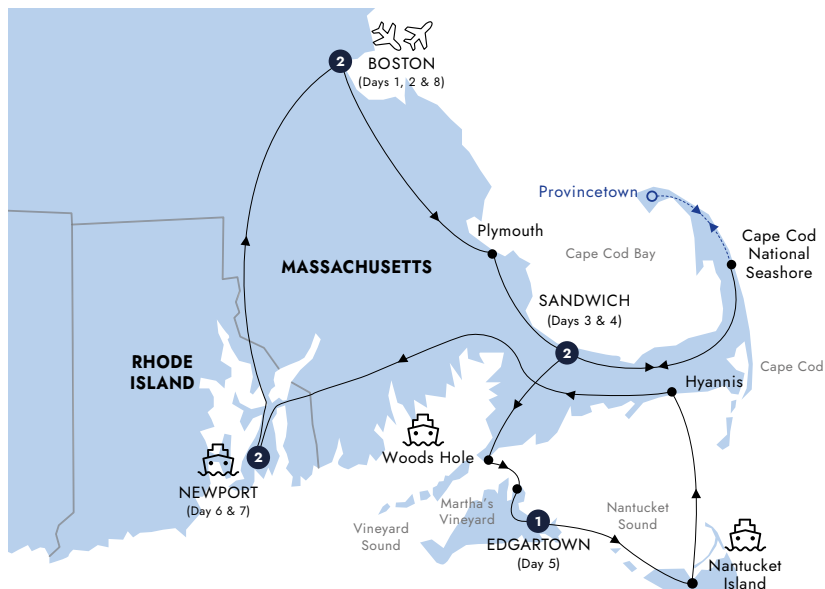 2
BOSTON
(Days 1, 2 & 8)
Provincetown
Plymouth
Cape Cod
National
Seashore
Cape Cod Bay
MASSACHUSETTS
SANDWICH
(Days 3 & 4)
2
RHODE
ISLAND
Cape Cod
Hyannis
Woods Hole
2
NEWPORT
(Day 6 & 7)
Martha's
Vineyard
Nantucket
Sound
Vineyard
Sound
1
EDGARTOWN
(Day 5)
Nantucket
Island